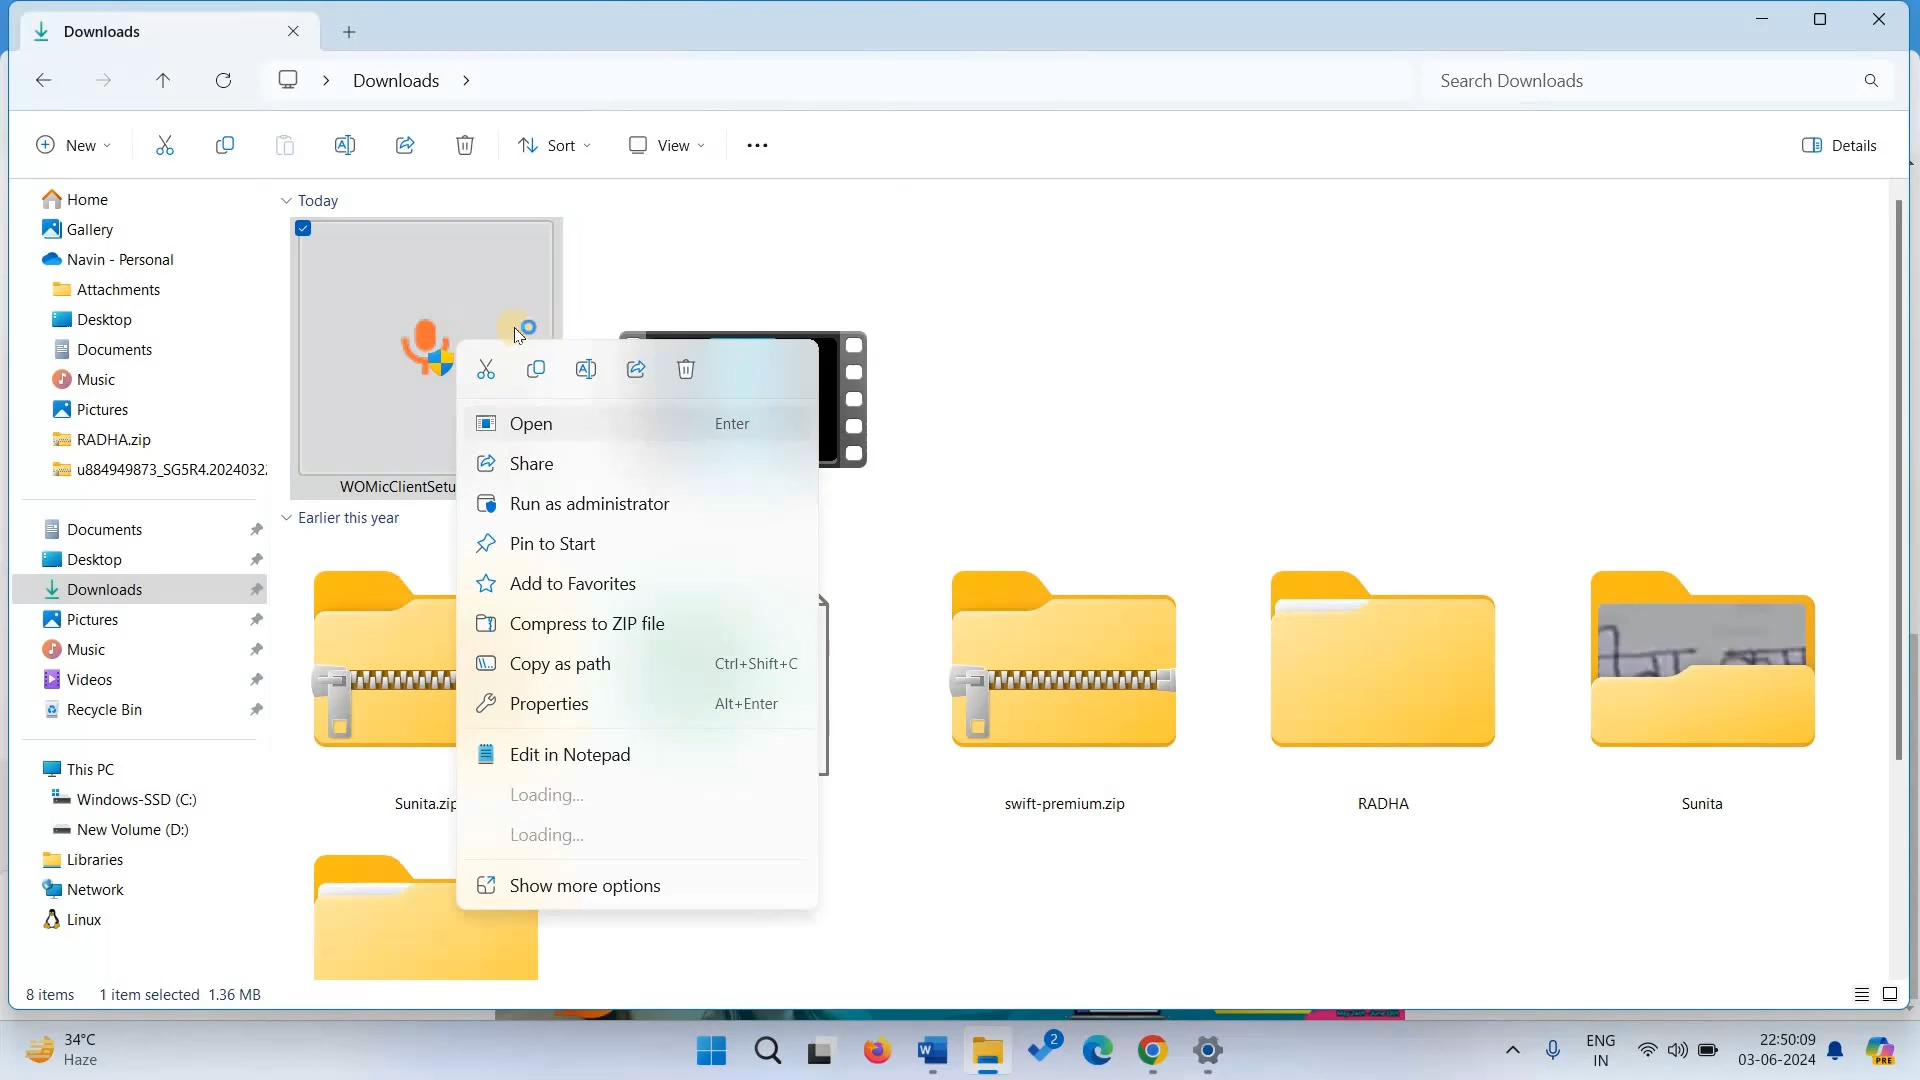 Downloads
Downloads
Search Downloads
New
Sort
View
Details
Home
Gallery
Navin - Personal
Attachments
Desktop
Documents
Music
Pictures
RADHA.zip
u884949873_SG5R4.2024032
Documents
Desktop
Downloads
Pictures
Music
Videos
Recycle Bin
This PC
Windows-SSD (C:)
New Volume (D:)
Libraries
Network
Linux
Today
WOMicClientSetu
Earlier this year
Open Enter
Share
Run as administrator
Pin to Start
Add to Favorites
Compress to ZIP file
Copy as path Ctrl+Shift+C
Properties Alt+Enter
Edit in Notepad
Loading...
Loading...
Show more options
Sunita.zip
swift-premium.zip
RADHA
Sunita
8 items 1 item selected 1.36 MB
34°C
Haze
2
ENG
IN
22:50:09
03-06-2024
PRE